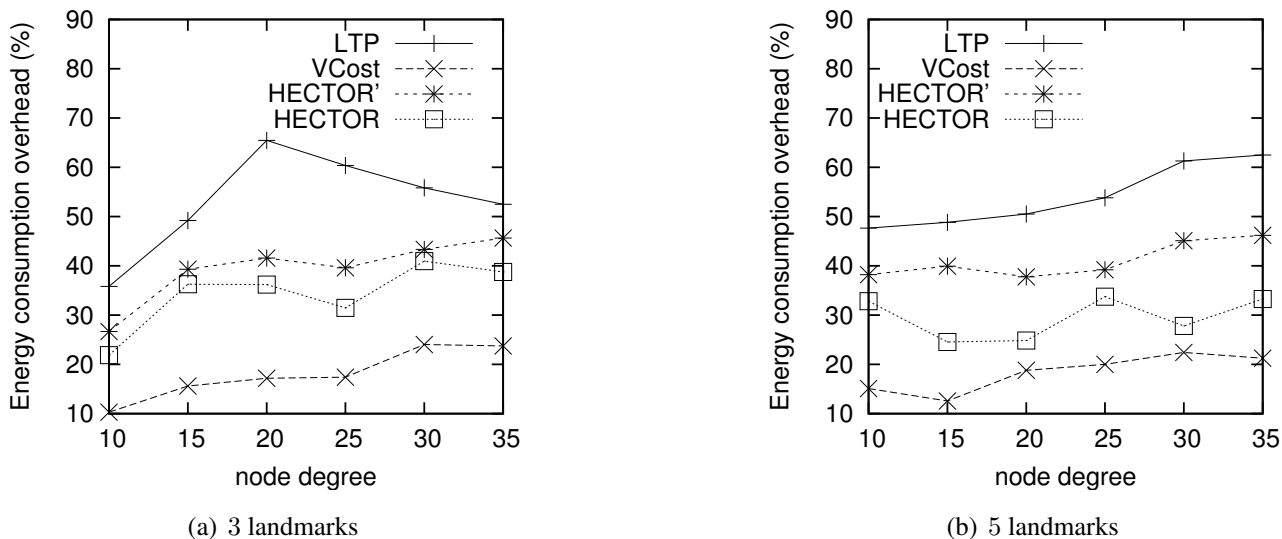 90
80
70
60
50
40
30
20
10
Energy consumption overhead (%)
LTP
VCost
HECTOR'
HECTOR
10 15 20 25 30 35
node degree
(a) 3 landmarks
90
80
70
60
50
40
30
20
10
Energy consumption overhead (%)
LTP
VCost
HECTOR'
HECTOR
10 15 20 25 30 35
node degree
(b) 5 landmarks